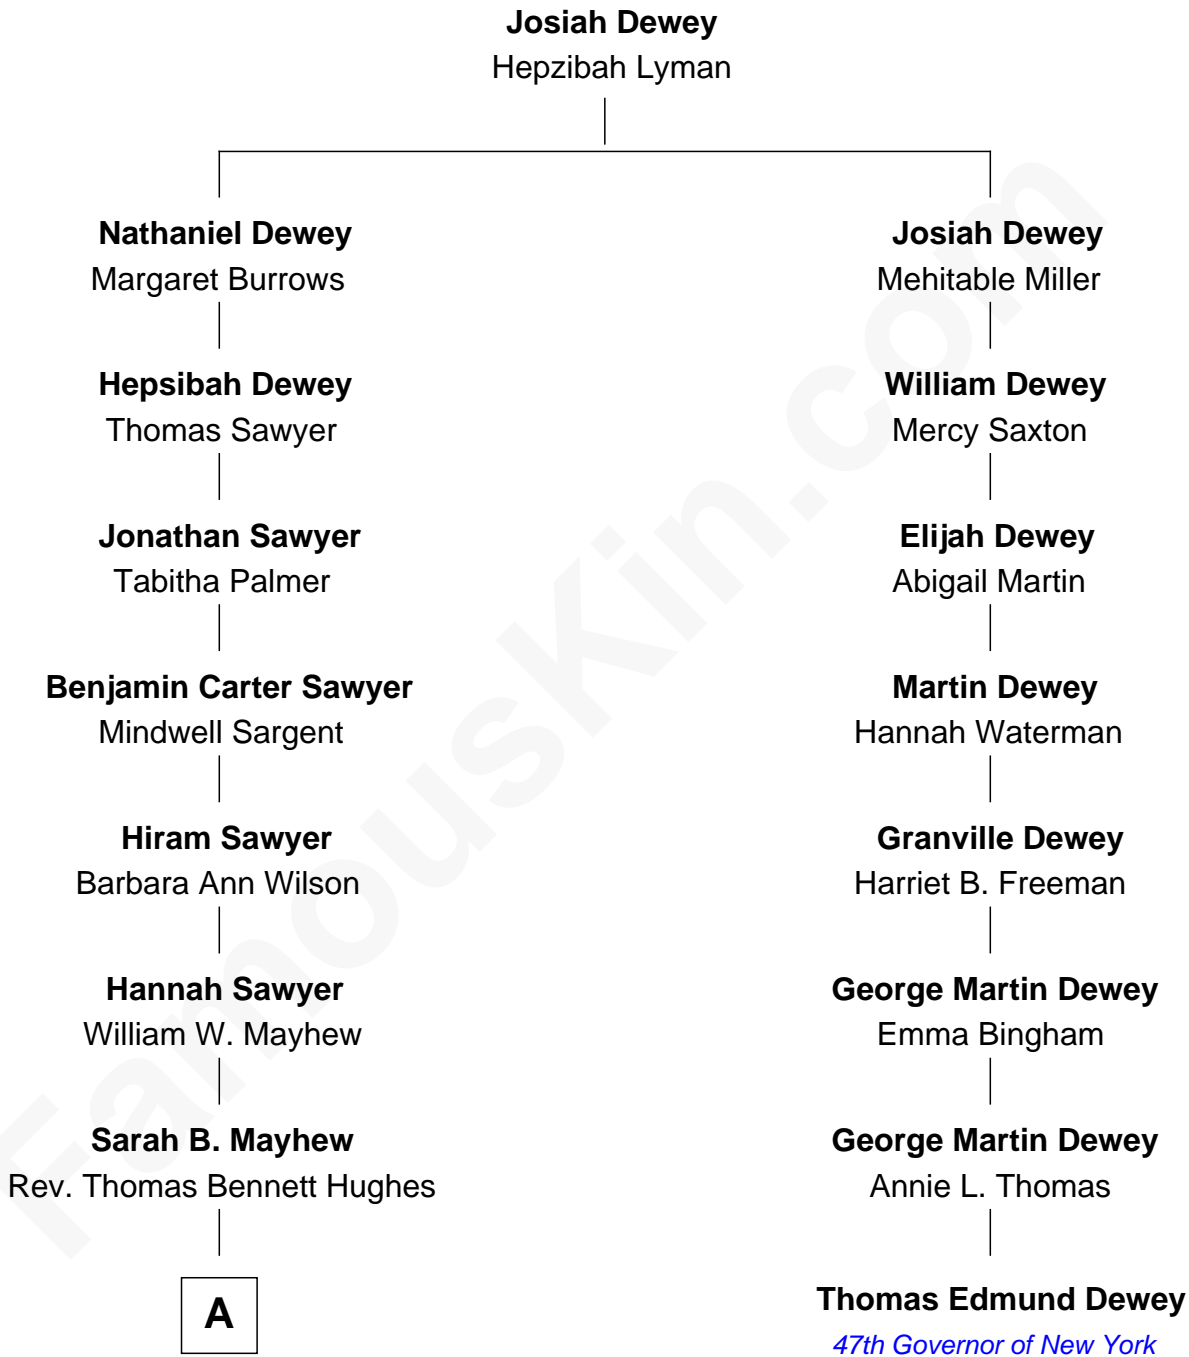 Josiah Dewey
Hepzibah Lyman
Nathaniel Dewey
Margaret Burrows
Josiah Dewey
Mehitable Miller
Hepsibah Dewey
Thomas Sawyer
William Dewey
Mercy Saxton
Jonathan Sawyer
Tabitha Palmer
Elijah Dewey
Abigail Martin
Benjamin Carter Sawyer
Mindwell Sargent
Martin Dewey
Hannah Waterman
Hiram Sawyer
Barbara Ann Wilson
Granville Dewey
Harriet B. Freeman
Hannah Sawyer
William W. Mayhew
George Martin Dewey
Emma Bingham
Sarah B. Mayhew
Rev. Thomas Bennett Hughes
George Martin Dewey
Annie L. Thomas
A
Thomas Edmund Dewey
47th Governor of New York
FamousKin.com